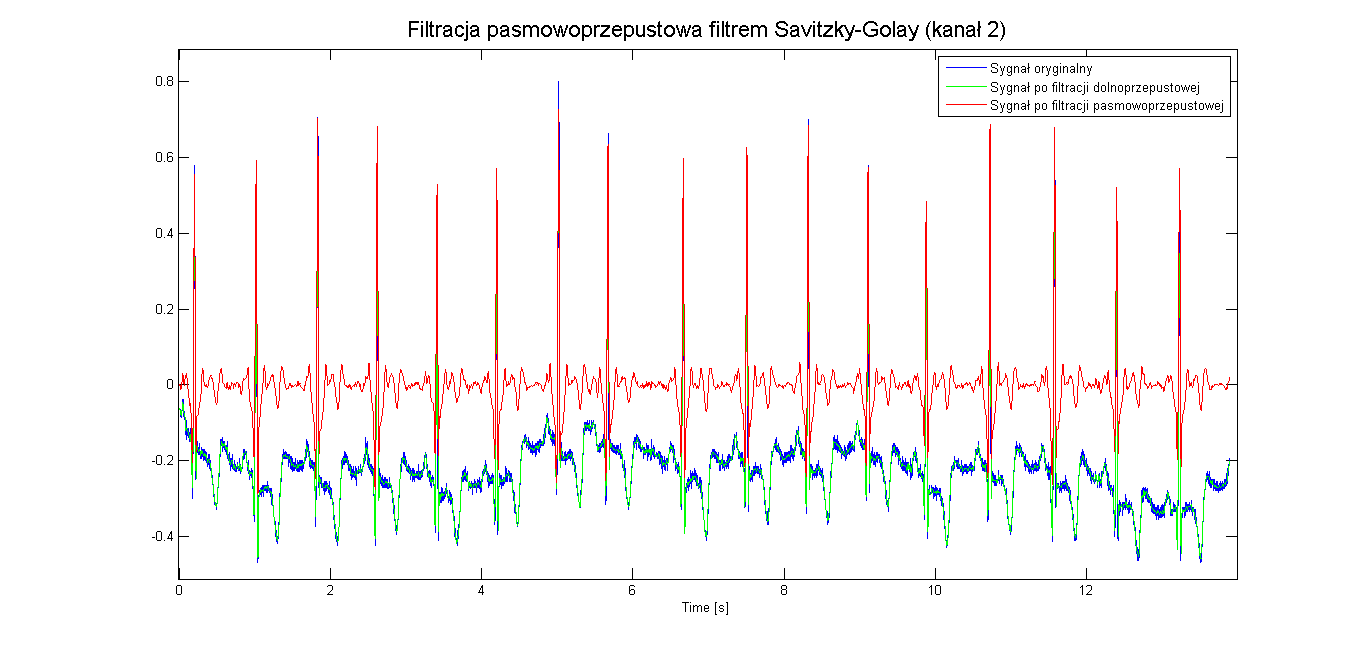 Filtracja pasmowoprzepustowa filtrem Savitzky-Golay (kanał 2)
Sygnał oryginalny
Sygnał po filtracji dolnoprzepustowej
Sygnał po filtracji pasmowoprzepustowej
0.8
0.6
0.4
0.2
0
-0.2
-0.4
0 2 4 6 8 10 12
Time [s]